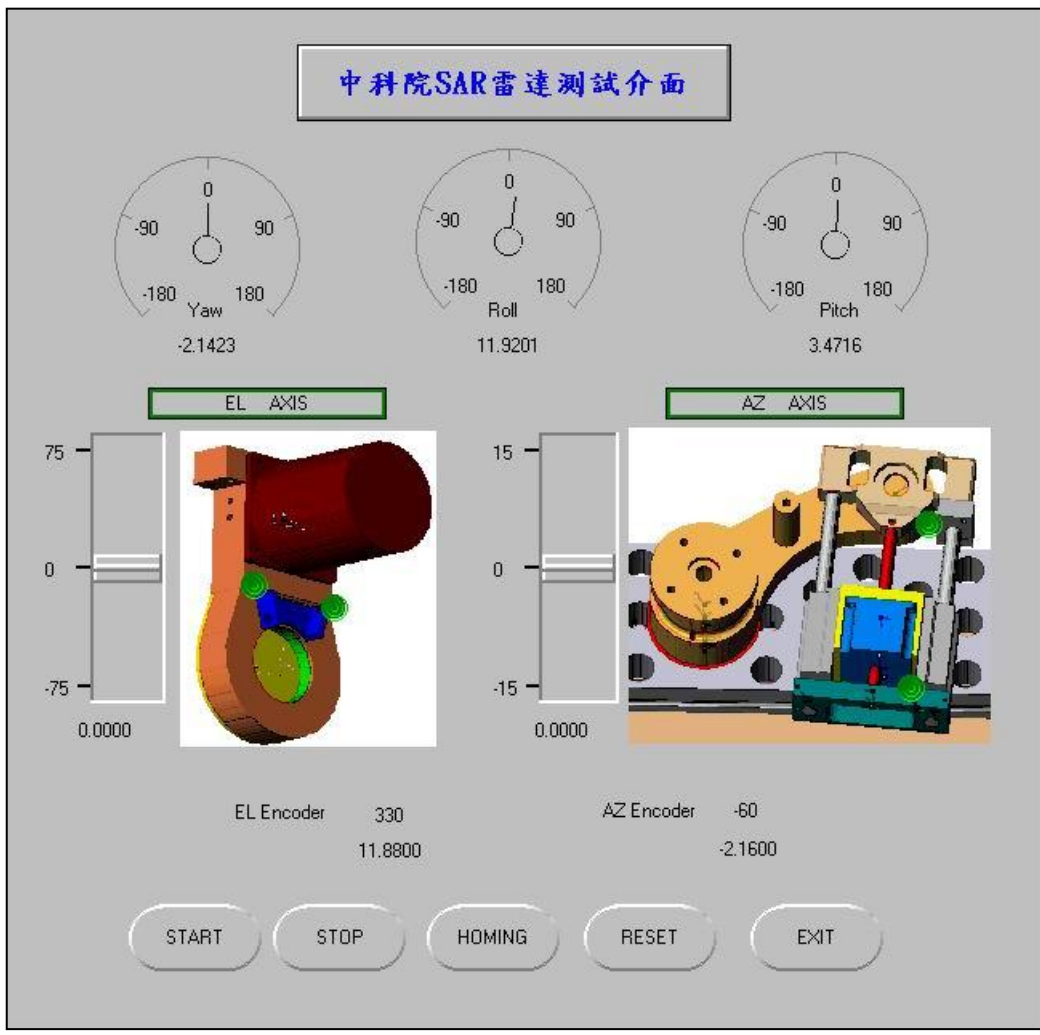 中科院SAR雷達測試介面
0 0 0
-90 90 -90 90 -90 90
-180 180 -180 180 -180 180
Yaw Roll Pitch
-2.1423 11.9201 3.4716
EL AXIS AZ AXIS
75 15
0 0
-75 -15
0.0000 0.0000
EL Encoder 330 AZ Encoder -60
11.8800 -2.1600
START STOP HOMING RESET EXIT